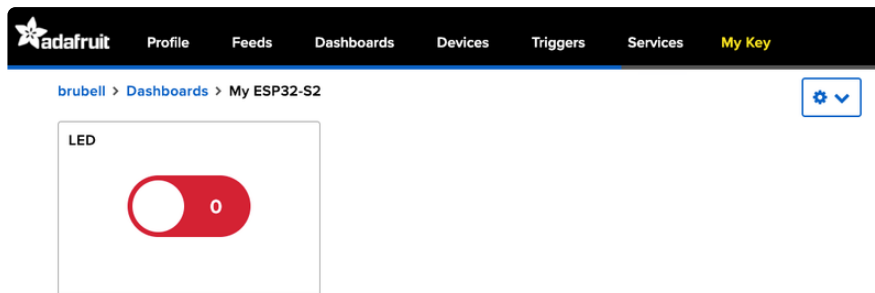 adafruit Profile Feeds Dashboards Devices Triggers Services My Key
brubell > Dashboards > My ESP32-S2
LED
0